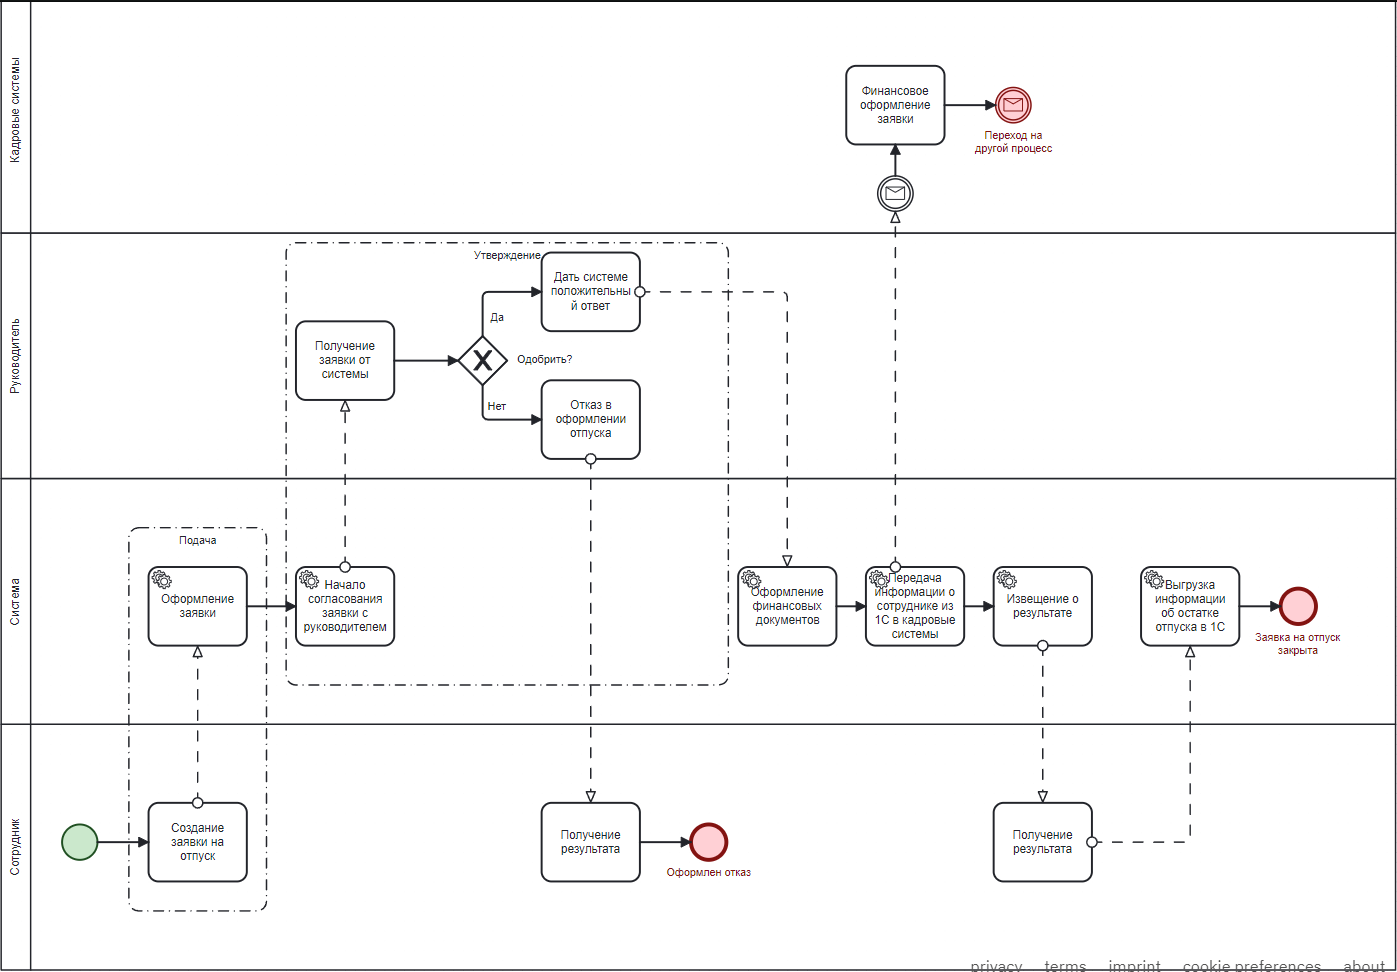 Кадровые системы
Финансовое
оформление
заявки
Переход на
другой процесс
Руководитель
Утверждение
Дать системе
положительны
й ответ
Да
Получение
заявки от
системы
Одобрить?
Нет
Отказ в
оформлении
отпуска
Система
Подача
Оформление
заявки
Начало
согласования
заявки с
руководителем
Оформление
финансовых
документов
Передача
информации о
сотруднике из
1С в кадровые
системы
Извещение о
результате
Выгрузка
информации
об остатке
отпуска в 1С
Заявка на отпуск
закрыта
Сотрудник
Создание
заявки на
отпуск
Получение
результата
Оформлен отказ
Получение
результата
privacy terms imprint cookie preferences about